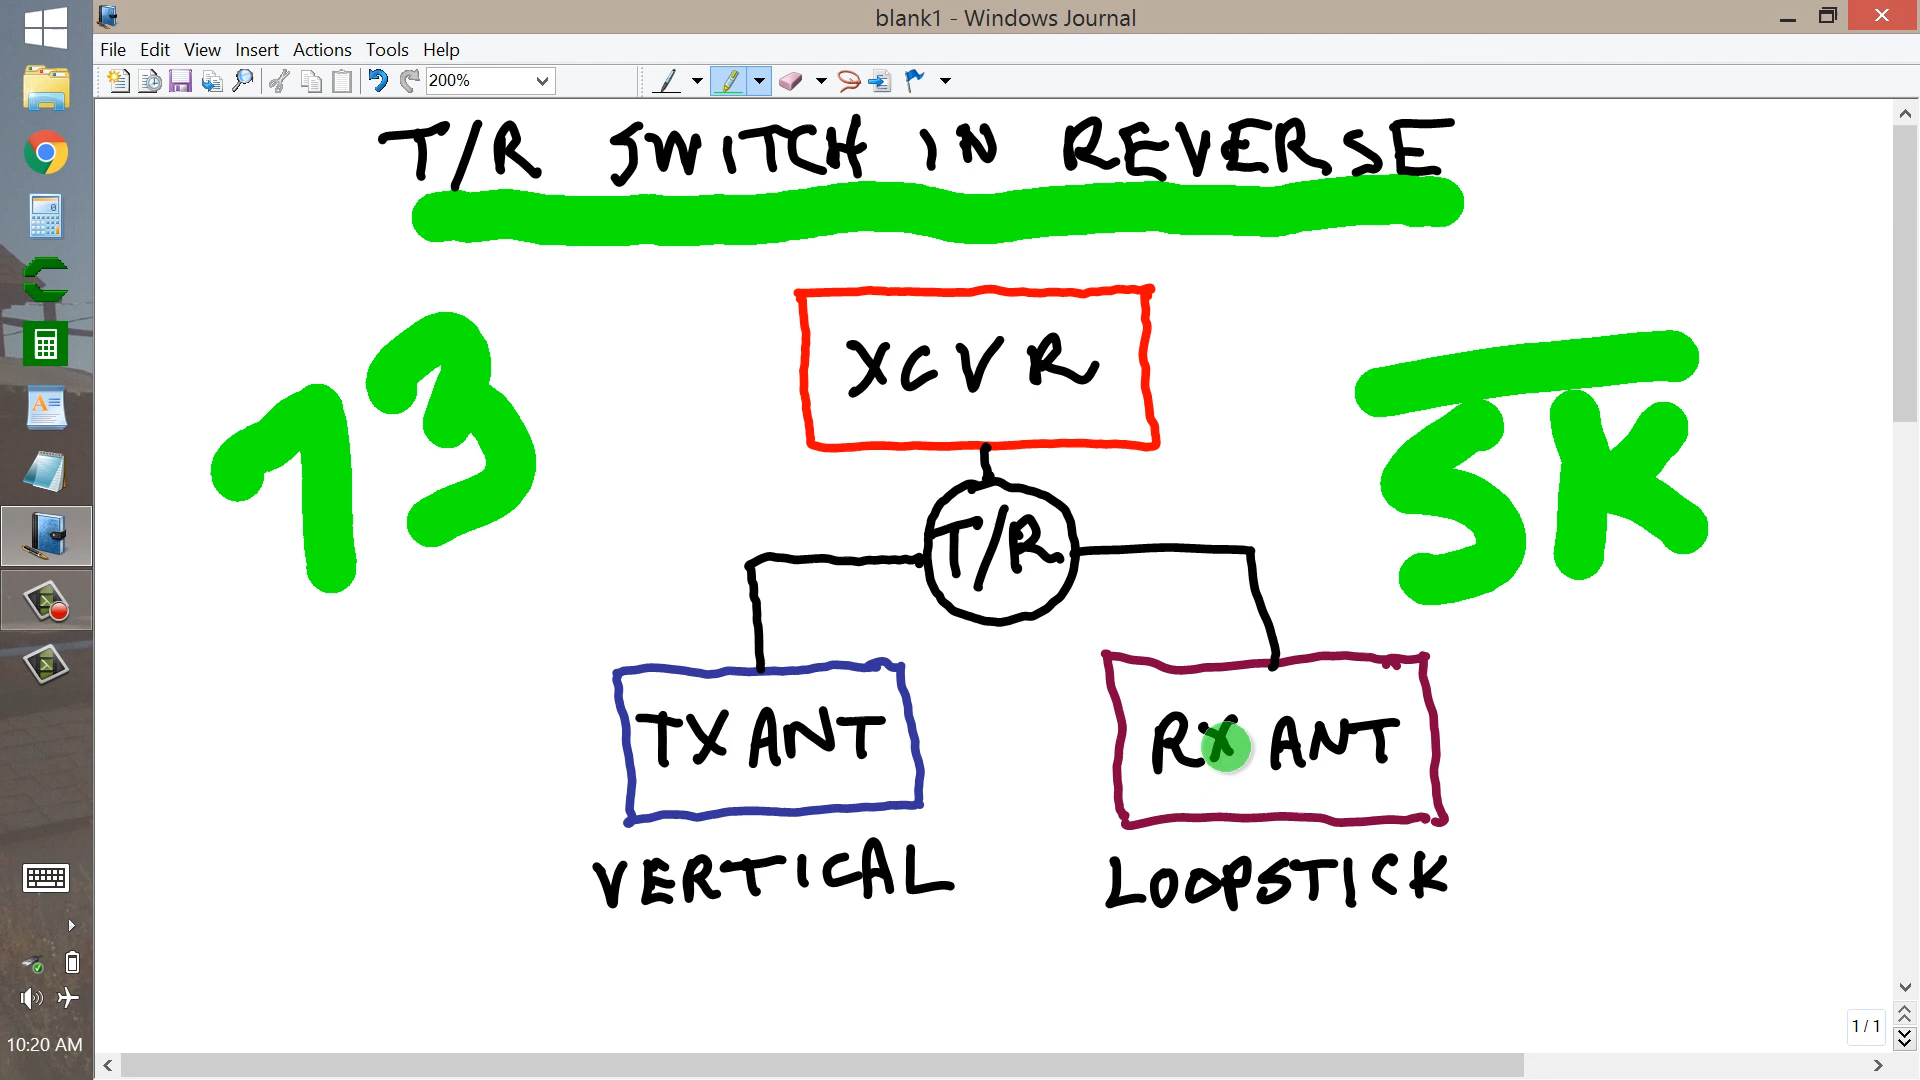 blank1 - Windows Journal
File Edit View Insert Actions Tools Help
200%
T/R SWITCH IN REVERSE
73
XCVR
SK
T/R
TX ANT
RX ANT
VERTICAL
LOOPSTICK
1 / 1
10:20 AM